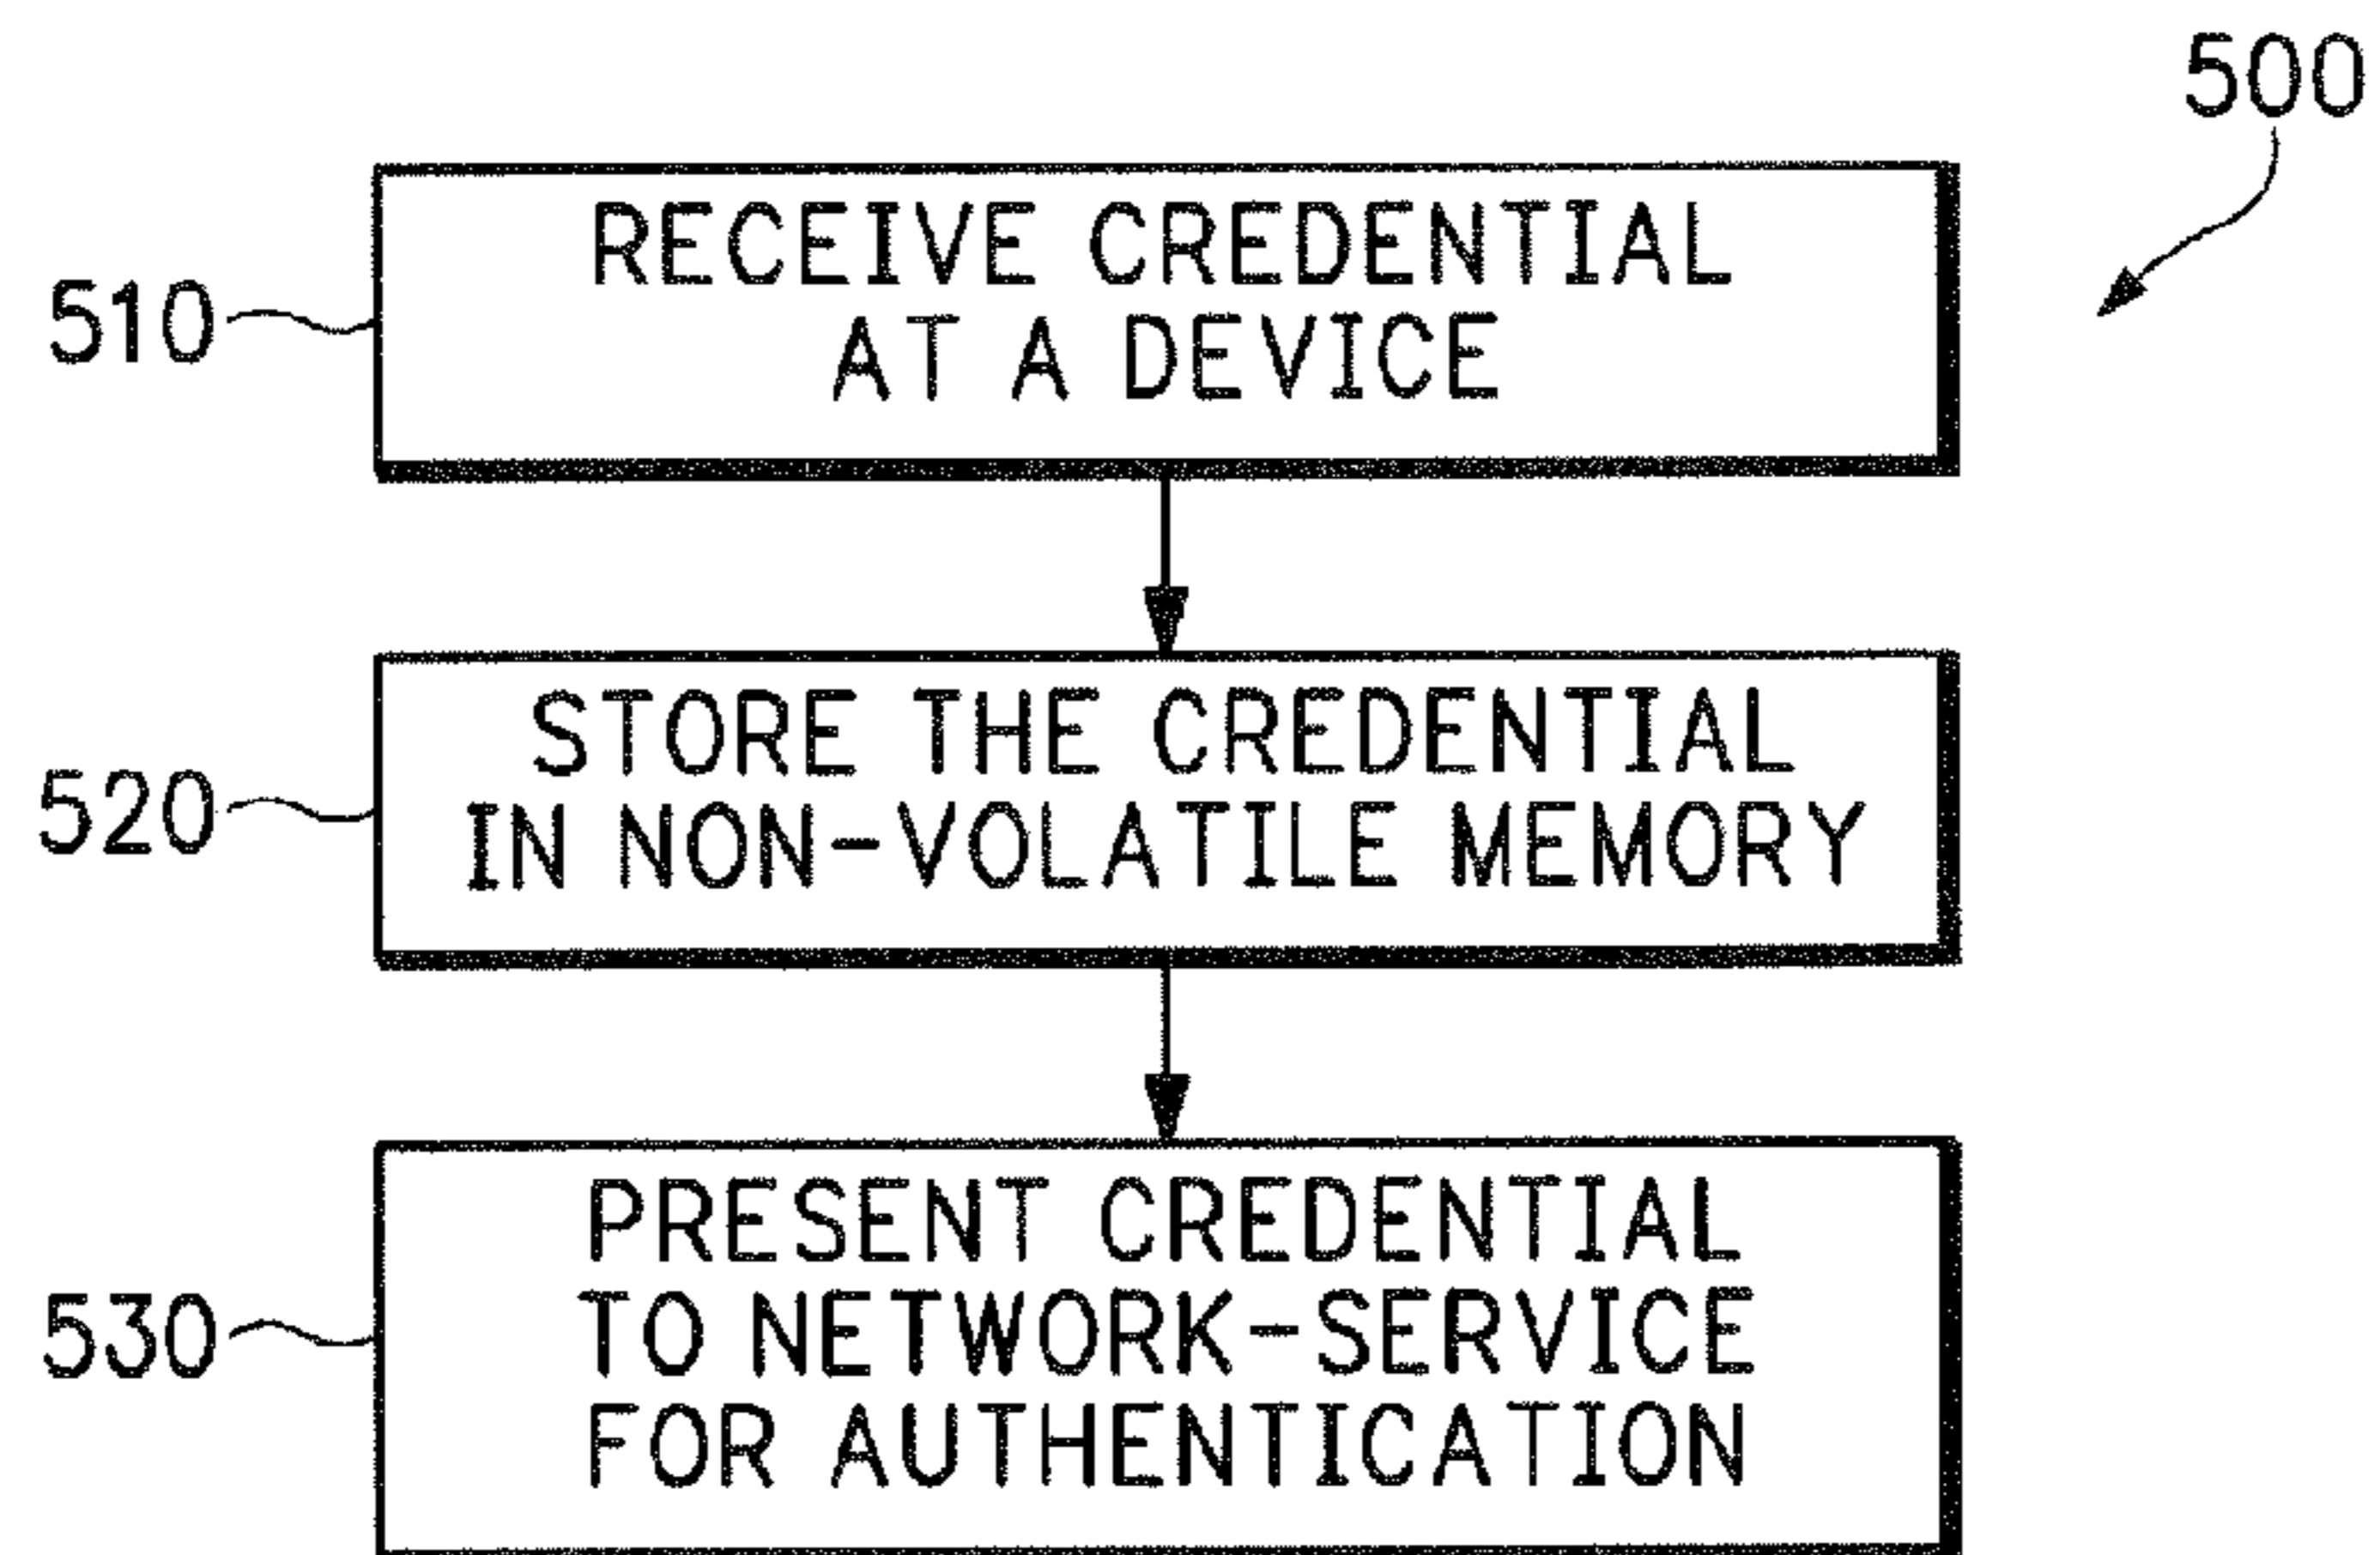 500
510
RECEIVE CREDENTIAL
AT A DEVICE
520
STORE THE CREDENTIAL
IN NON-VOLATILE MEMORY
530
PRESENT CREDENTIAL
TO NETWORK-SERVICE
FOR AUTHENTICATION